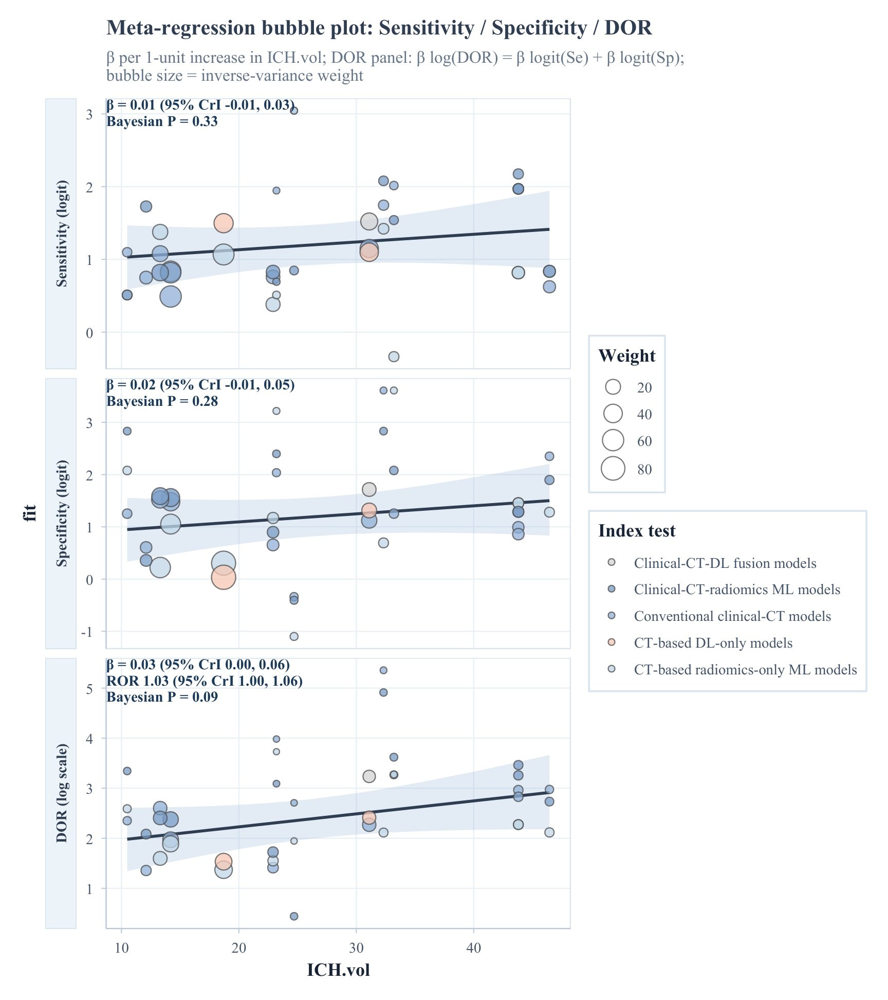 Meta-regression bubble plot: Sensitivity / Specificity / DOR
β per 1-unit increase in ICH.vol; DOR panel: β log(DOR) = β logit(Se) + β logit(Sp);
bubble size = inverse-variance weight
β = 0.01 (95% CrI -0.01, 0.03)
Bayesian P = 0.33
Sensitivity (logit)
3
2
1
0
β = 0.02 (95% CrI -0.01, 0.05)
Bayesian P = 0.28
Specificity (logit)
3
2
1
0
-1
fit
β = 0.03 (95% CrI 0.00, 0.06)
ROR 1.03 (95% CrI 1.00, 1.06)
Bayesian P = 0.09
DOR (log scale)
5
4
3
2
1
10 20 30 40
ICH.vol
Weight
20
40
60
80
Index test
Clinical-CT-DL fusion models
Clinical-CT-radiomics ML models
Conventional clinical-CT models
CT-based DL-only models
CT-based radiomics-only ML models